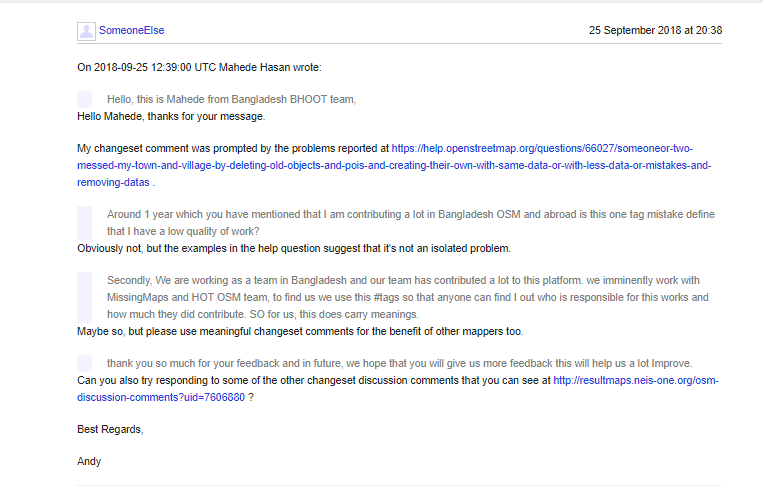 SomeoneElse
25 September 2018 at 20:38
On 2018-09-25 12:39:00 UTC Mahede Hasan wrote:
Hello, this is Mahede from Bangladesh BHOOT team,
Hello Mahede, thanks for your message.
My changeset comment was prompted by the problems reported at https://help.openstreetmap.org/questions/66027/someoneor-two-
messed-my-town-and-village-by-deleting-old-objects-and-pois-and-creating-their-own-with-same-data-or-with-less-data-or-mistakes-and-
removing-datas .
Around 1 year which you have mentioned that I am contributing a lot in Bangladesh OSM and abroad is this one tag mistake define
that I have a low quality of work?
Obviously not, but the examples in the help question suggest that it's not an isolated problem.
Secondly, We are working as a team in Bangladesh and our team has contributed a lot to this platform. we imminently work with
MissingMaps and HOT OSM team, to find us we use this #tags so that anyone can find I out who is responsible for this works and
how much they did contribute. SO for us, this does carry meanings.
Maybe so, but please use meaningful changeset comments for the benefit of other mappers too.
thank you so much for your feedback and in future, we hope that you will give us more feedback this will help us a lot Improve.
Can you also try responding to some of the other changeset discussion comments that you can see at http://resultmaps.neis-one.org/osm-
discussion-comments?uid=7606880 ?
Best Regards,
Andy